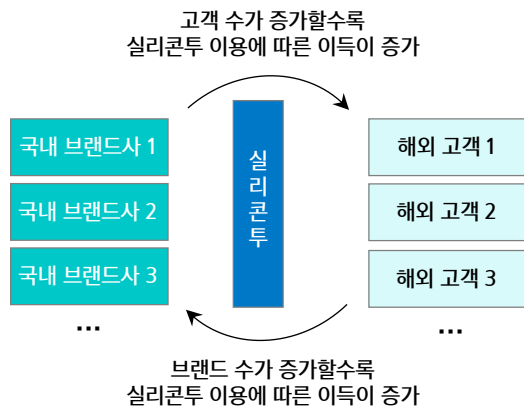 고객 수가 증가할수록
실리콘투 이용에 따른 이득이 증가
국내 브랜드사 1
국내 브랜드사 2
국내 브랜드사 3
...
실리콘투
해외 고객 1
해외 고객 2
해외 고객 3
...
브랜드 수가 증가할수록
실리콘투 이용에 따른 이득이 증가